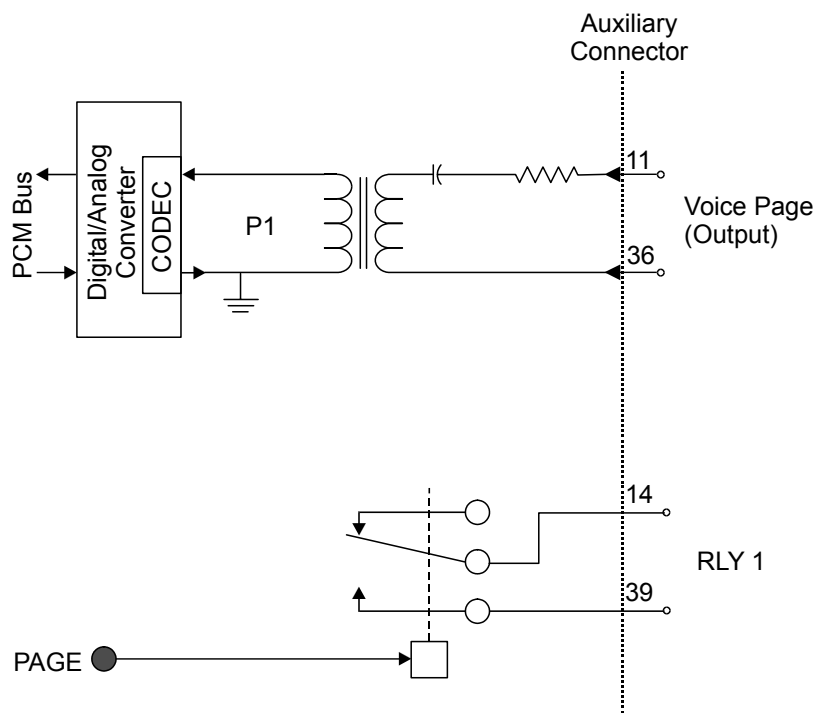 Auxiliary
Connector
PCM Bus
Digital/Analog
Converter
CODEC
P1
11
Voice Page
(Output)
36
14
RLY 1
39
PAGE